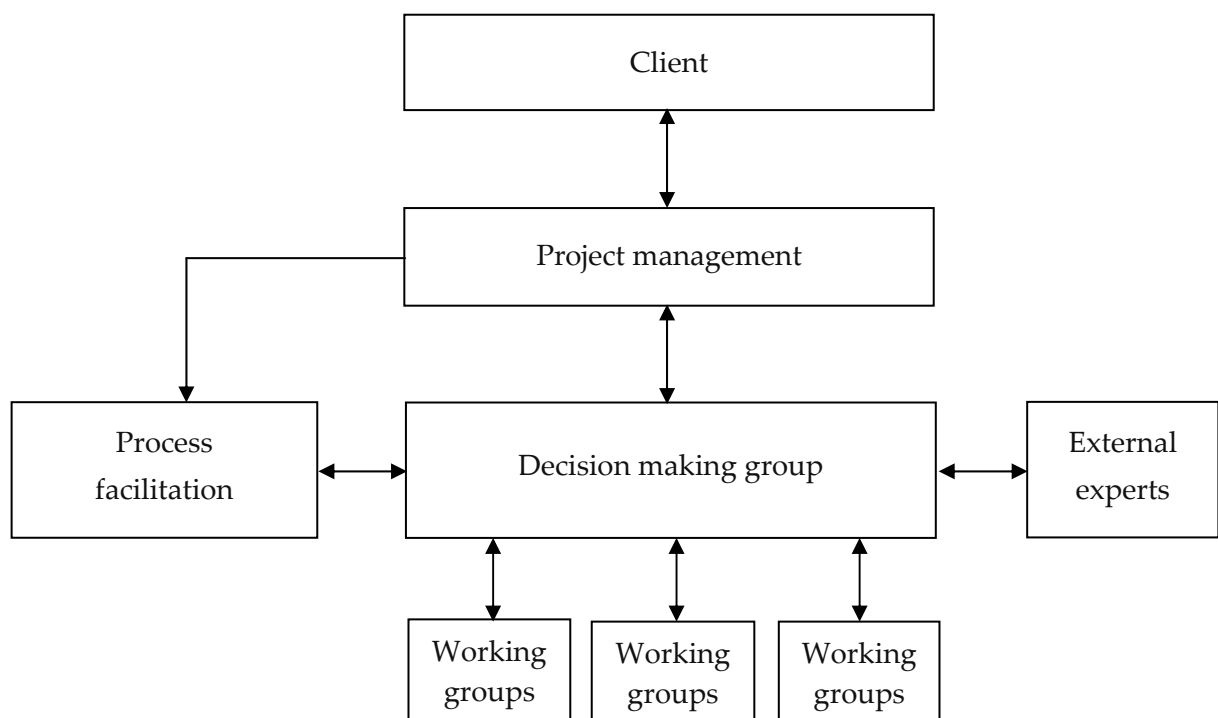 Client
Project management
Process
facilitation
Decision making group
External
experts
Working
groups
Working
groups
Working
groups